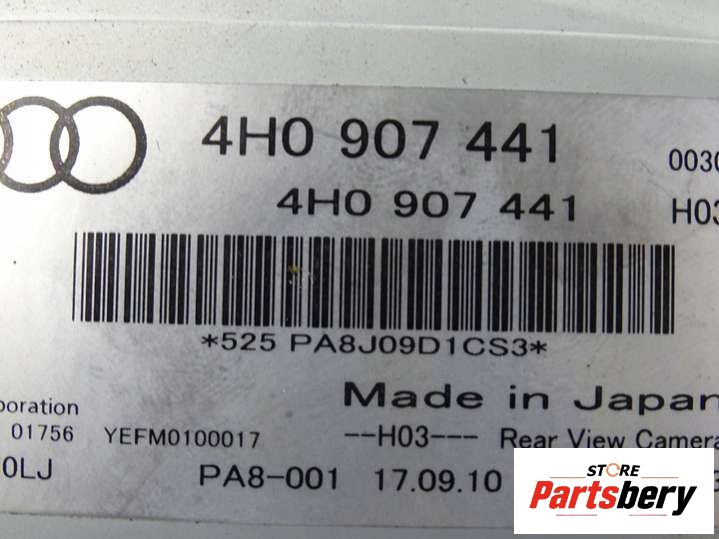 4H0 907 441
0030
4H0 907 441 H03
*525 PA8J09D1CS3*
Made in Japan
01756 YEFM0100017 --H03--- Rear View Camera
0LJ PA8-001 17.09.10
STORE
Partsbery